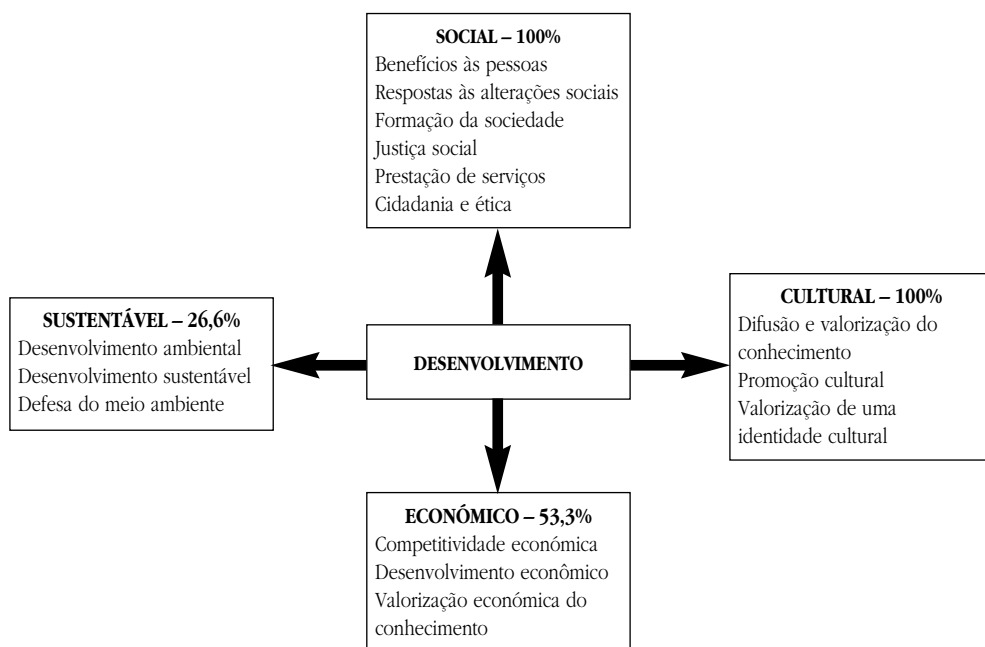 SOCIAL – 100%
Benefícios às pessoas
Respostas às alterações sociais
Formação da sociedade
Justiça social
Prestação de serviços
Cidadania e ética
SUSTENTÁVEL – 26,6%
Desenvolvimento ambiental
Desenvolvimento sustentável
Defesa do meio ambiente
DESENVOLVIMENTO
CULTURAL – 100%
Difusão e valorização do
conhecimento
Promoção cultural
Valorização de uma
identidade cultural
ECONÓMICO – 53,3%
Competitividade económica
Desenvolvimento econômico
Valorização económica do
conhecimento